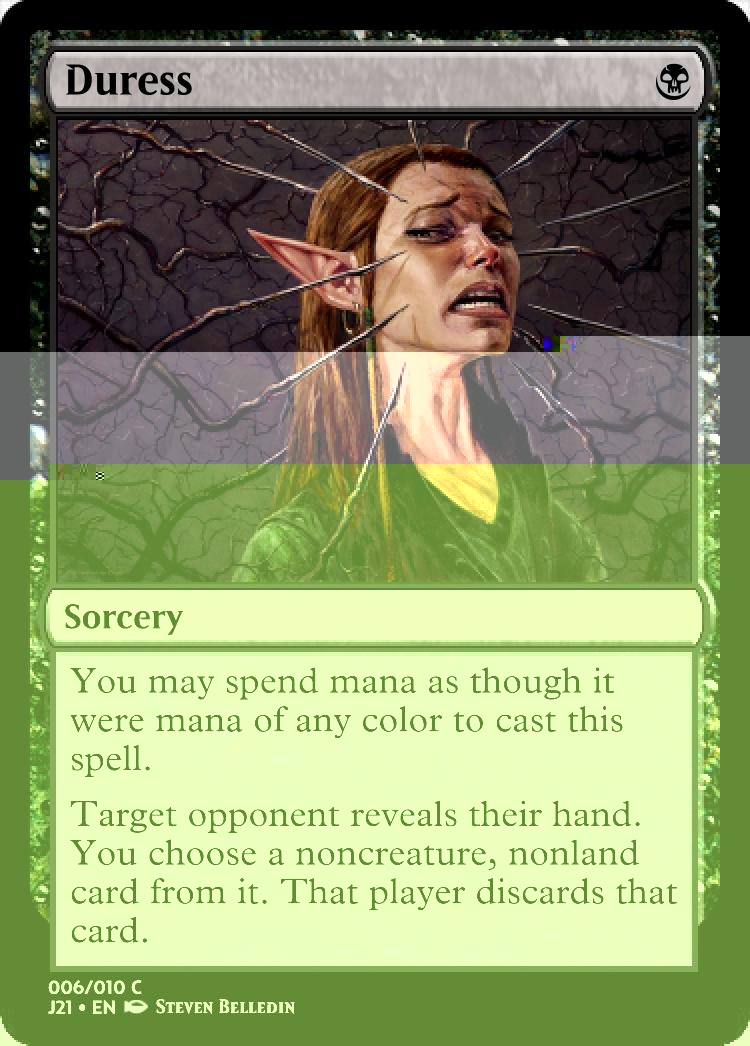 Duress
Sorcery
You may spend mana as though it
were mana of any color to cast this
spell.
Target opponent reveals their hand.
You choose a noncreature, nonland
card from it. That player discards that
card.
006/010 C
J21 • EN Steven Belledin